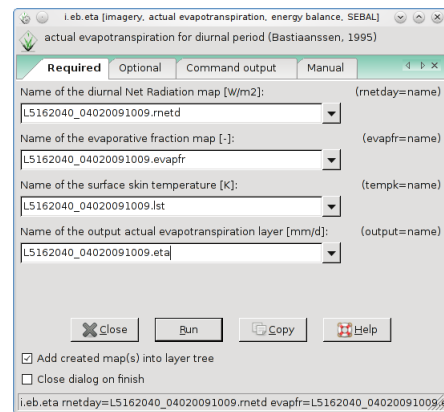 i.eb.eta [imagery, actual evapotranspiration, energy balance, SEBAL]
actual evapotranspiration for diurnal period (Bastiaanssen, 1995)
Required Optional Command output Manual
Name of the diurnal Net Radiation map [W/m2]: (rnetday=name)
L5162040_04020091009.rnetd
Name of the evaporative fraction map [-]: (evapfr=name)
L5162040_04020091009.evapfr
Name of the surface skin temperature [K]: (tempk=name)
L5162040_04020091009.lst
Name of the output actual evapotranspiration layer [mm/d]: (output=name)
L5162040_04020091009.eta
Close Run Copy Help
Add created map(s) into layer tree
Close dialog on finish
i.eb.eta rnetday=L5162040_04020091009.rnetd evapfr=L5162040_04020091009.e